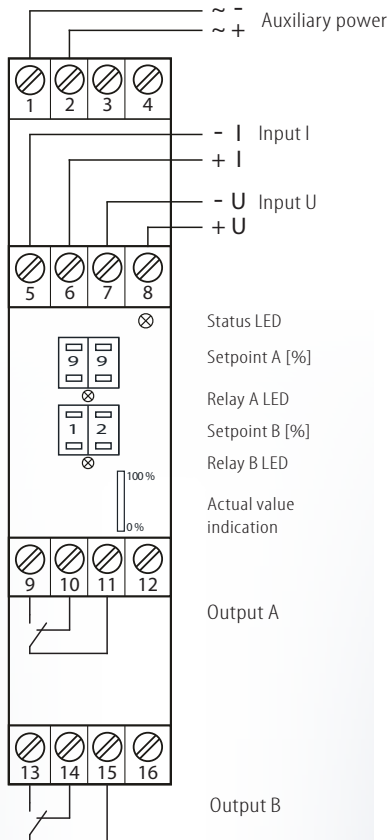 ~ -
~ + Auxiliary power
1 2 3 4
- I Input I
+ I
- U Input U
+ U
5 6 7 8
Status LED
9 9 Setpoint A [%]
Relay A LED
1 2 Setpoint B [%]
Relay B LED
100 %
Actual value
indication
0 %
9 10 11 12
Output A
13 14 15 16
Output B